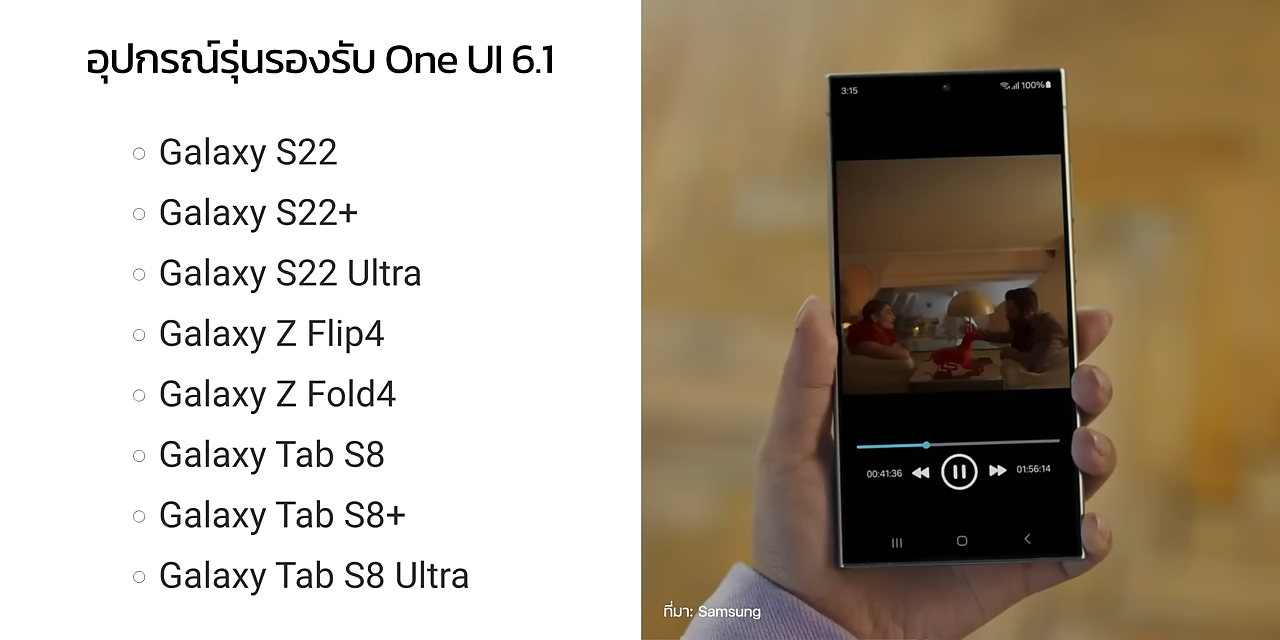 อุปกรณ์รุ่นรองรับ One UI 6.1
Galaxy S22
Galaxy S22+
Galaxy S22 Ultra
Galaxy Z Flip4
Galaxy Z Fold4
Galaxy Tab S8
Galaxy Tab S8+
Galaxy Tab S8 Ultra
3:15
100%
00:41:36
01:56:14
ที่มา: Samsung